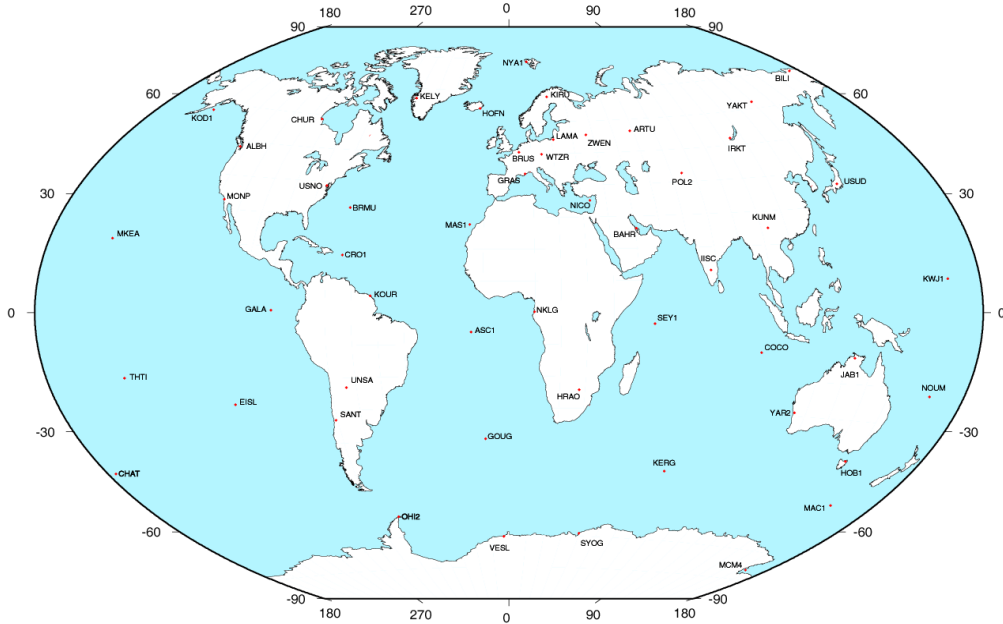 180 270 0 90 180
90 90
NYA1
BILI
60 60
KELY KIRU YAKT
KOD1 HOFN
CHUR
LAMA ARTU
ALBH ZWEN IRKT
BRUS WTZR
GRAS POL2 USUD
USNO
30 MONP 30
BRMU NICO
KUNM
MAS1
MKEA BAHR
CRO1 IISC
KWJ1
KOUR
GALA NKLG
0 0
SEY1
ASC1
COCO
THTI UNSA JAB1
NOUM
EISL HRAO
SANT YAR2
-30 -30
GOUG
KERG
CHAT HOB1
MAC1
OHI2
-60 -60
VESL SYOG
MCM4
-90 -90
180 270 0 90 180